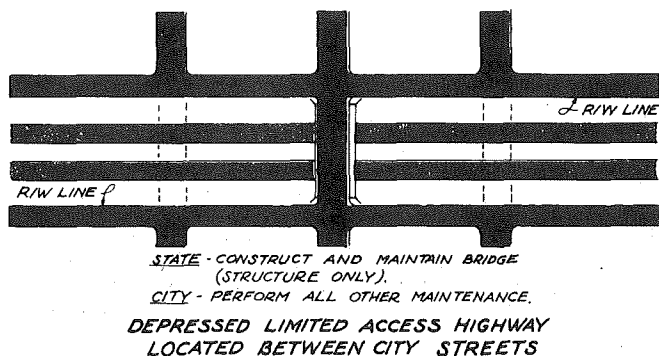 R/W LINE
R/W LINE
STATE - CONSTRUCT AND MAINTAIN BRIDGE
(STRUCTURE ONLY).
CITY - PERFORM ALL OTHER MAINTENANCE.
DEPRESSED LIMITED ACCESS HIGHWAY
LOCATED BETWEEN CITY STREETS